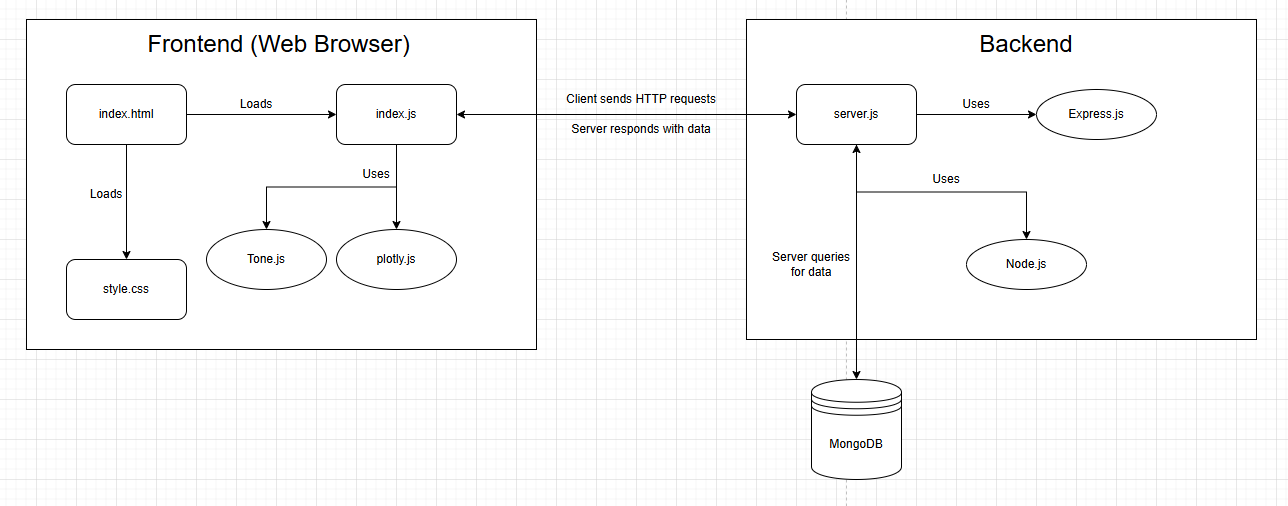 Frontend (Web Browser)
Backend
index.html
Loads
index.js
Client sends HTTP requests
Server responds with data
server.js
Uses
Express.js
Loads
Uses
Uses
Tone.js
plotly.js
style.css
Server queries
for data
Node.js
MongoDB